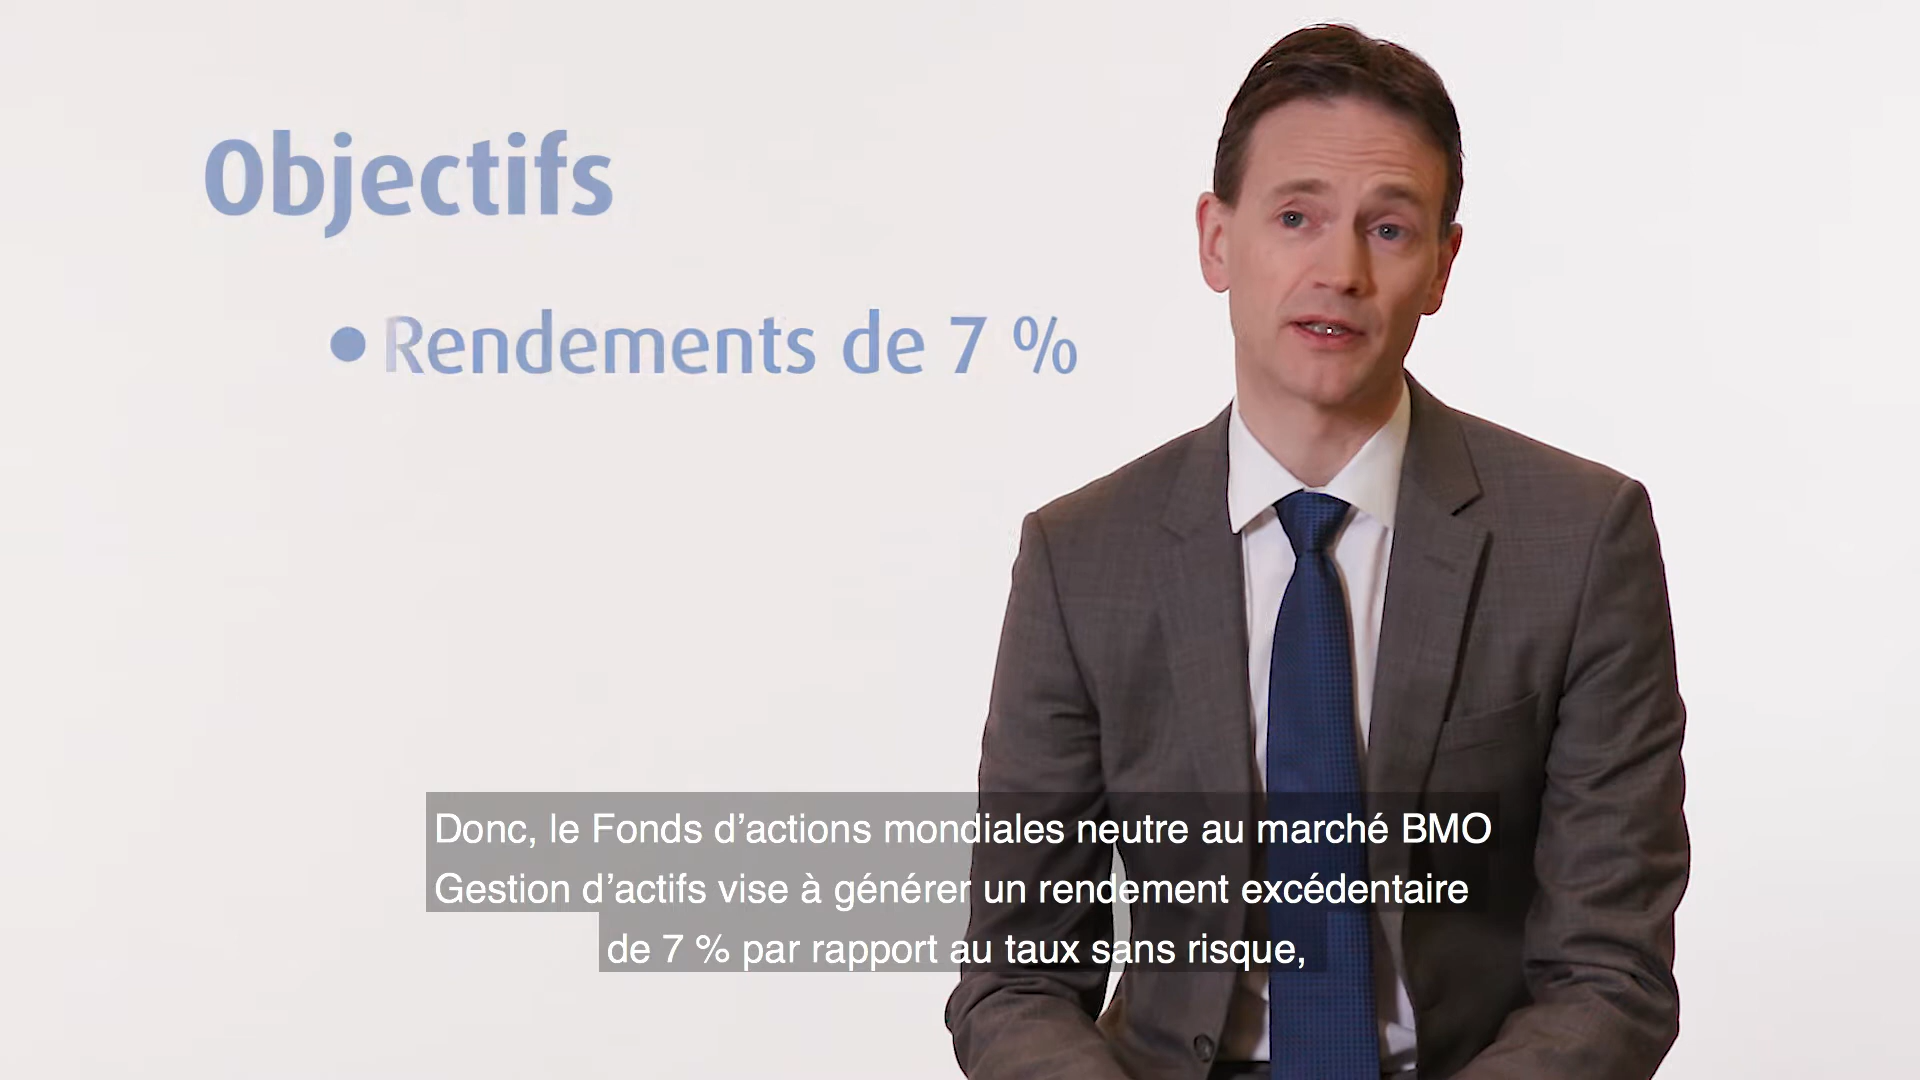 Objectifs
• Rendements de 7 %
Donc, le Fonds d’actions mondiales neutre au marché BMO
Gestion d’actifs vise à générer un rendement excédentaire
de 7 % par rapport au taux sans risque,